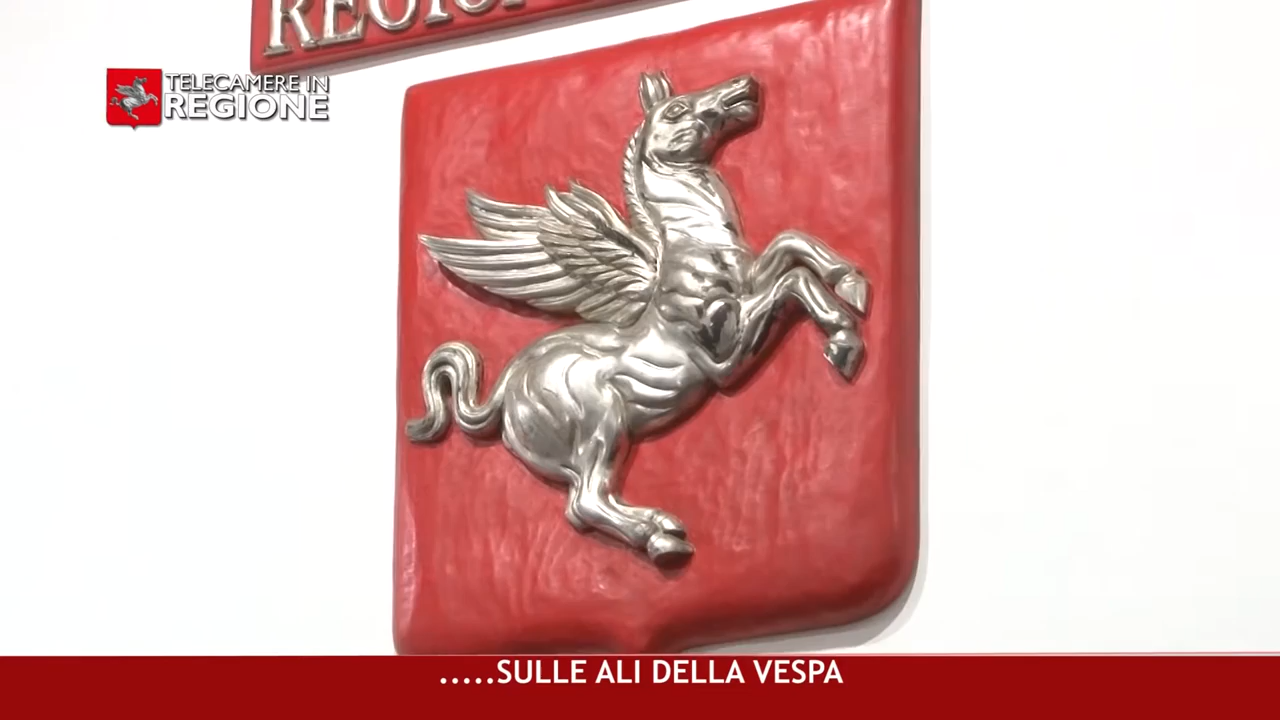 TELECAMERE IN
REGIONE
.....SULLE ALI DELLA VESPA